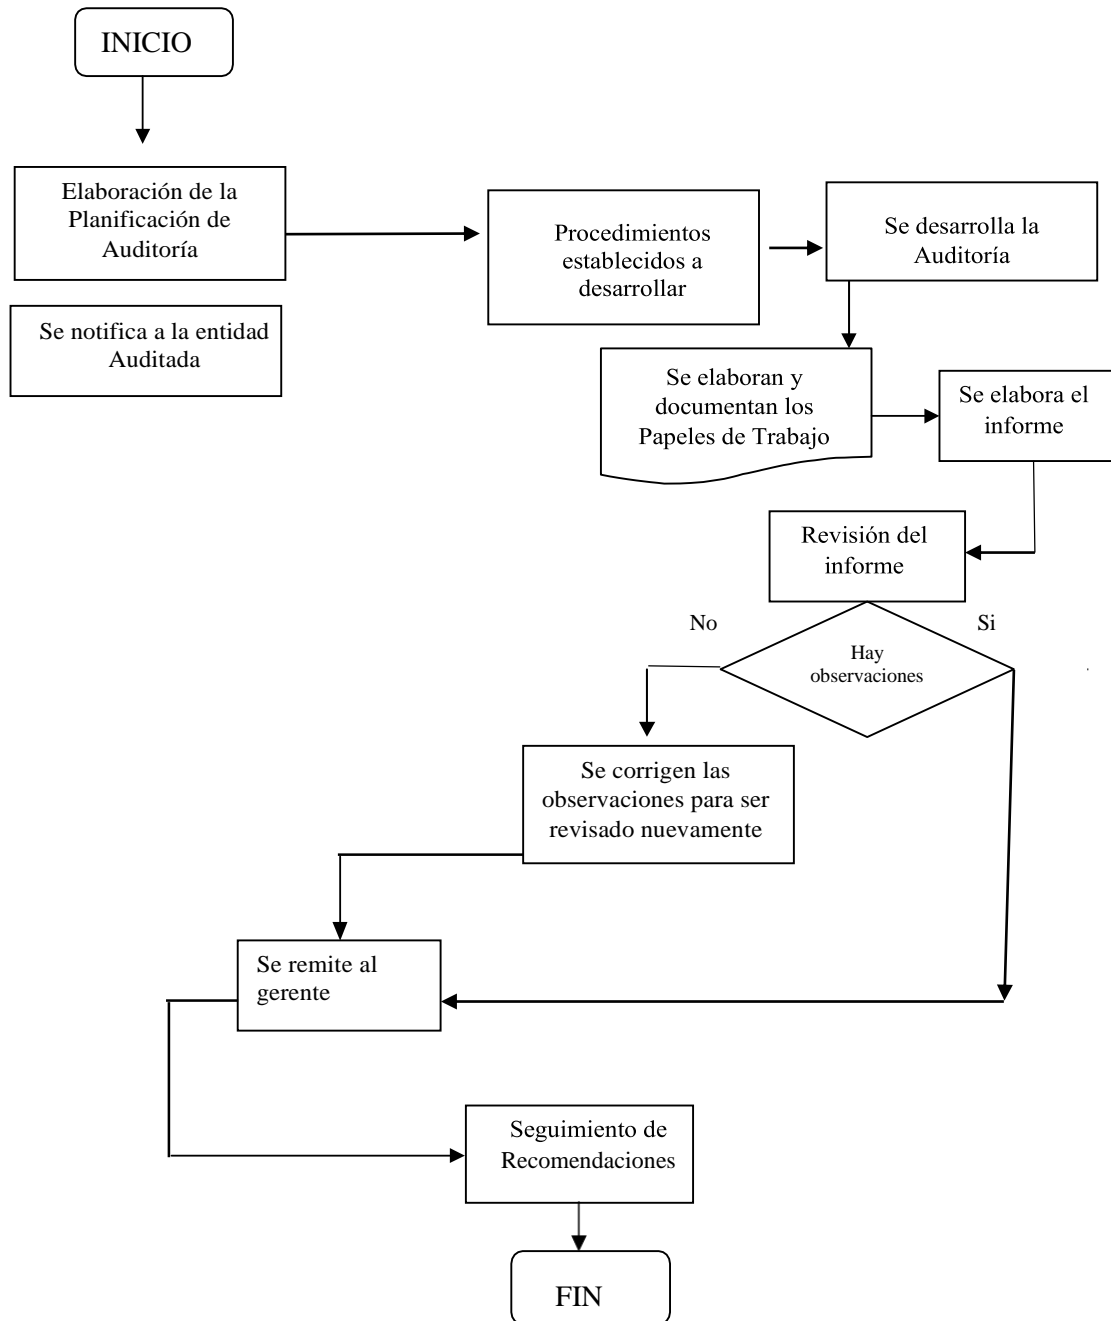 INICIO
Elaboración de la
Planificación de
Auditoría
Se notifica a la entidad
Auditada
Procedimientos
establecidos a
desarrollar
Se desarrolla la
Auditoría
Se elaboran y
documentan los
Papeles de Trabajo
Se elabora el
informe
Revisión del
informe
No
Si
Hay
observaciones
Se corrigen las
observaciones para ser
revisado nuevamente
Se remite al
gerente
Seguimiento de
Recomendaciones
FIN